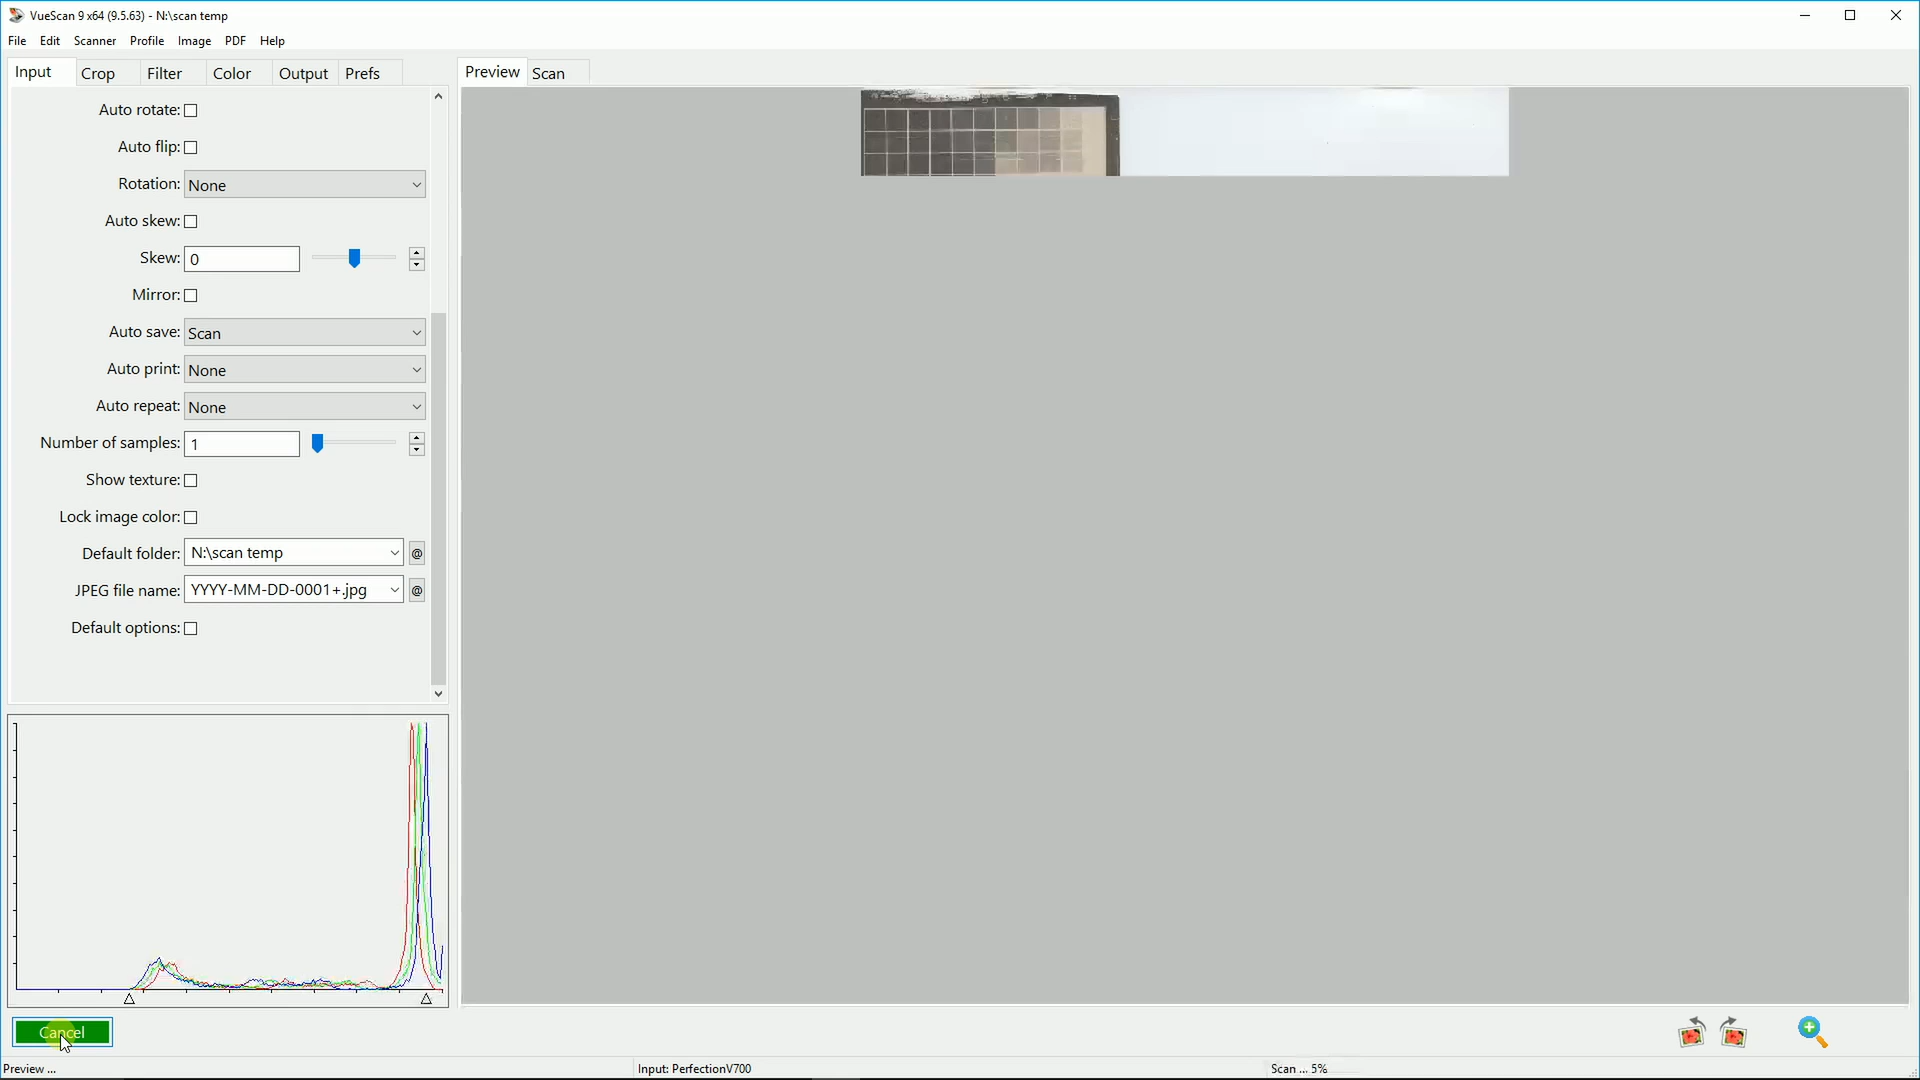 VueScan 9 x64 (9.5.63) - N:\scan temp
File Edit Scanner Profile Image PDF Help
Input Crop Filter Color Output Prefs
Preview Scan
Auto rotate:
Auto flip:
Rotation: None
Auto skew:
Skew: 0
Mirror:
Auto save: Scan
Auto print: None
Auto repeat: None
Number of samples: 1
Show texture:
Lock image color:
Default folder: N:\scan temp @
JPEG file name: YYYY-MM-DD-0001+.jpg @
Default options:
Cancel
Preview ... Input: PerfectionV700 Scan ... 5%